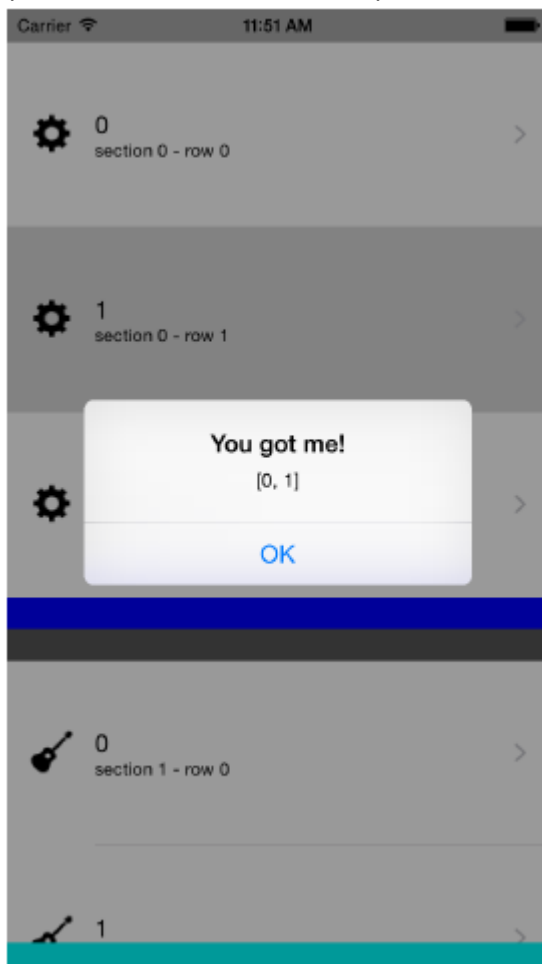 Carrier 11:51 AM
0
section 0 - row 0
1
section 0 - row 1
You got me!
[0, 1]
OK
0
section 1 - row 0
1